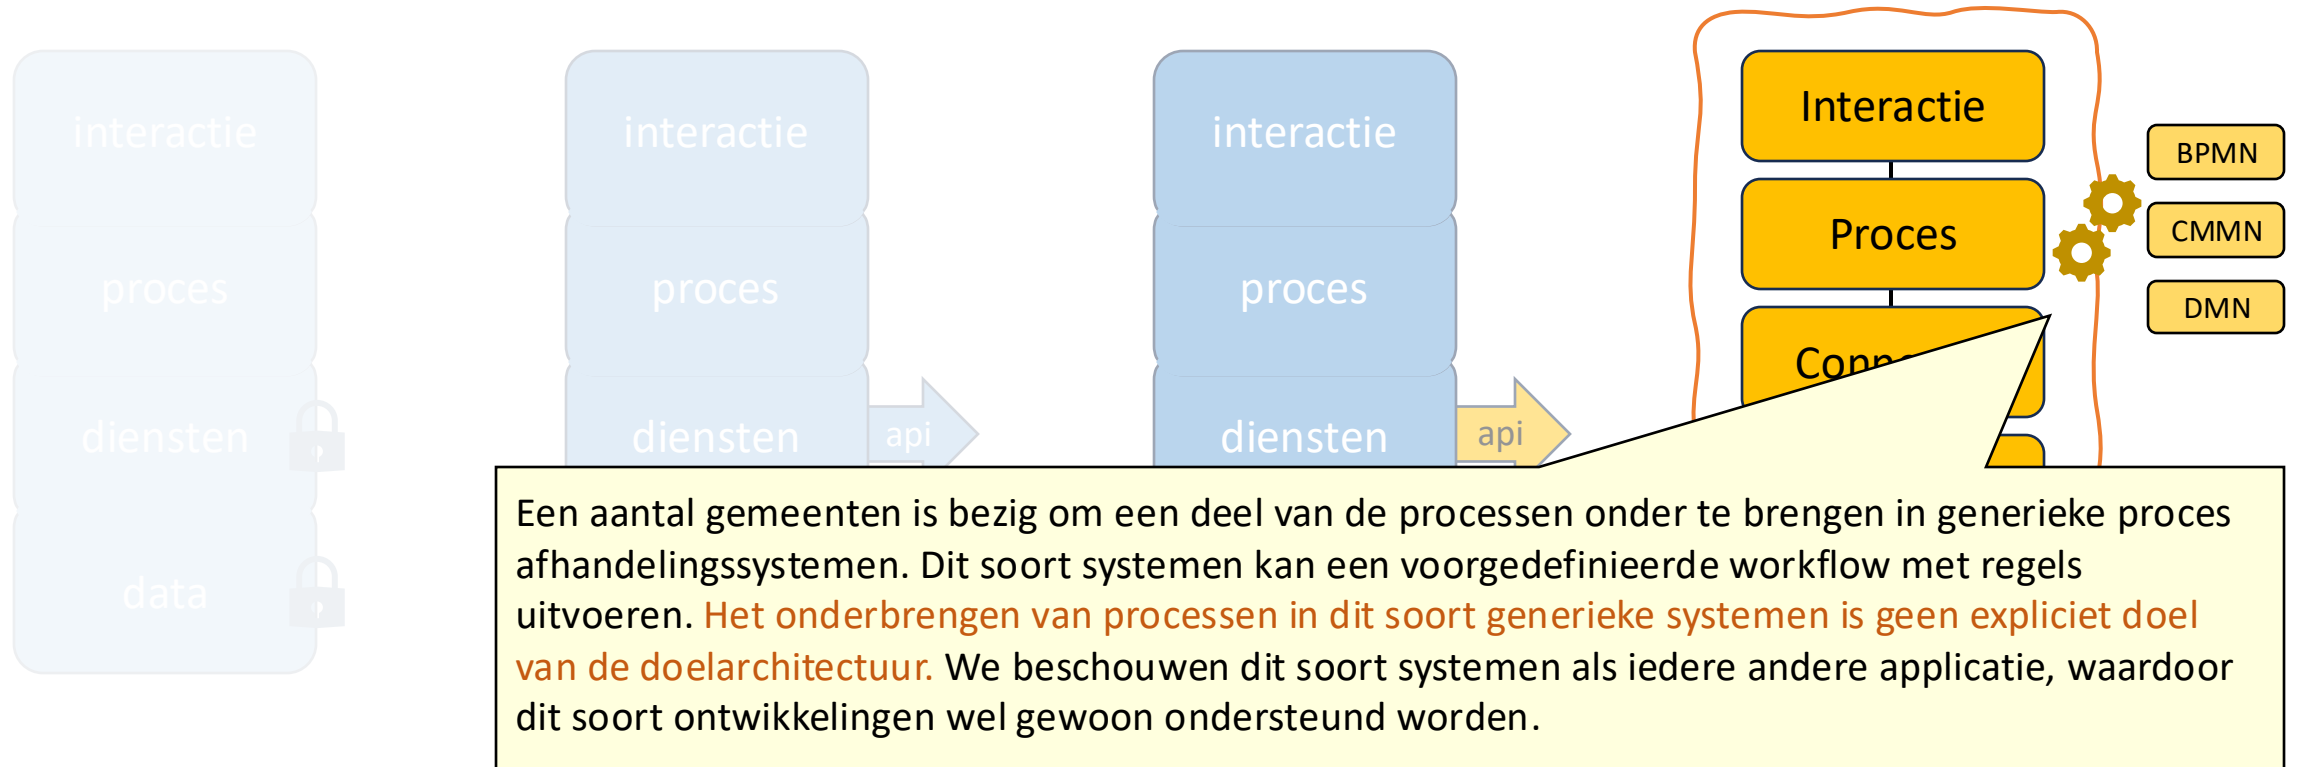 interactie
proces
diensten
data
interactie
proces
diensten
api
interactie
proces
diensten
api
Interactie
Proces
BPMN
CMMN
DMN
Een aantal gemeenten is bezig om een deel van de processen onder te brengen in generieke proces
afhandelingssystemen. Dit soort systemen kan een voorgedefinieerde workflow met regels
uitvoeren. Het onderbrengen van processen in dit soort generieke systemen is geen expliciet doel
van de doelarchitectuur. We beschouwen dit soort systemen als iedere andere applicatie, waardoor
dit soort ontwikkelingen wel gewoon ondersteund worden.